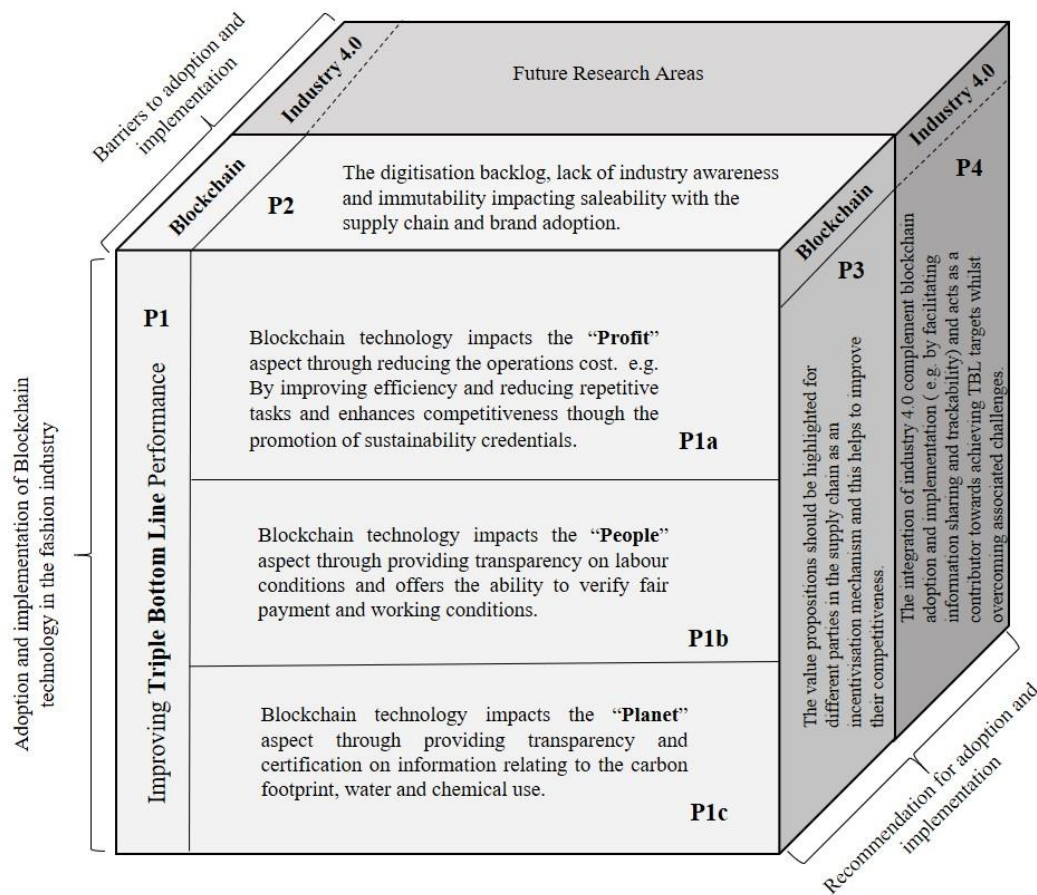 Barriers to adoption and
implementation
Industry 4.0
Future Research Areas
Blockchain
P2
The digitisation backlog, lack of industry awareness
and immutability impacting saleability with the
supply chain and brand adoption.
Adoption and implementation of Blockchain
technology in the fashion industry
P1
Improving Triple Bottom Line Performance
Blockchain technology impacts the “Profit”
aspect through reducing the operations cost. e.g.
By improving efficiency and reducing repetitive
tasks and enhances competitiveness though the
promotion of sustainability credentials.
P1a
Blockchain technology impacts the “People”
aspect through providing transparency on labour
conditions and offers the ability to verify fair
payment and working conditions.
P1b
Blockchain technology impacts the “Planet”
aspect through providing transparency and
certification on information relating to the carbon
footprint, water and chemical use.
P1c
Blockchain
P3
The value propositions should be highlighted for
different parties in the supply chain as an
incentivisation mechanism and this helps to improve
their competitiveness.
Industry 4.0
P4
The integration of industry 4.0 complement blockchain
adoption and implementation ( e.g. by facilitating
information sharing and trackability) and acts as a
contributor towards achieving TBL targets whilst
overcoming associated challenges.
Recommendation for adoption and
implementation